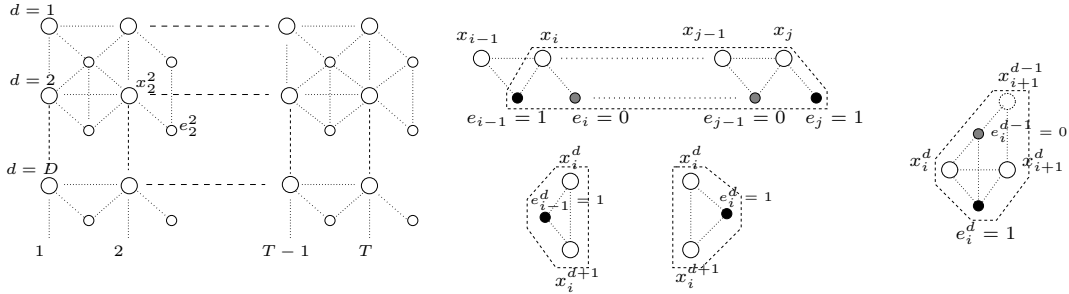 d = 1
d = 2
x_2^2
e_2^2
d = D
1 2 T − 1 T
x_{i−1} x_i x_{j−1} x_j
e_{i−1} = 1 e_i = 0 e_{j−1} = 0 e_j = 1
x_i^d x_i^d
e_{i−1}^d = 1 e_i^d = 1
x_i^{d+1} x_i^{d+1}
x_{i+1}^{d−1}
e_i^{d−1} = 0
x_i^d x_{i+1}^d
e_i^d = 1